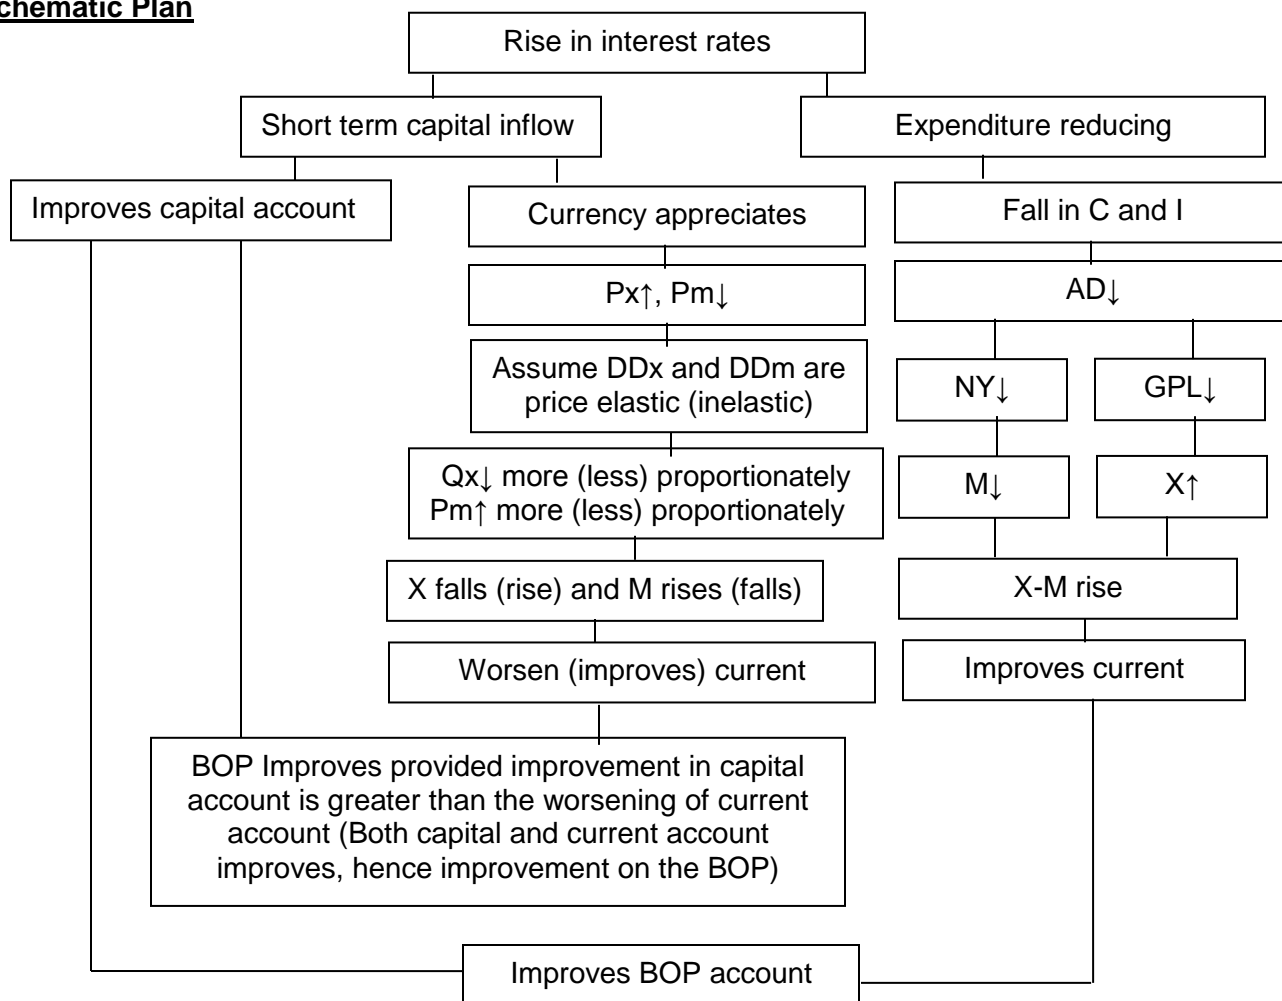 chematic Plan
Rise in interest rates
Short term capital inflow
Expenditure reducing
Improves capital account
Currency appreciates
Fall in C and I
Px↑, Pm↓
AD↓
Assume DDx and DDm are
price elastic (inelastic)
NY↓
GPL↓
Qx↓ more (less) proportionately
Pm↑ more (less) proportionately
M↓
X↑
X falls (rise) and M rises (falls)
X-M rise
Worsen (improves) current
Improves current
BOP Improves provided improvement in capital
account is greater than the worsening of current
account (Both capital and current account
improves, hence improvement on the BOP)
Improves BOP account